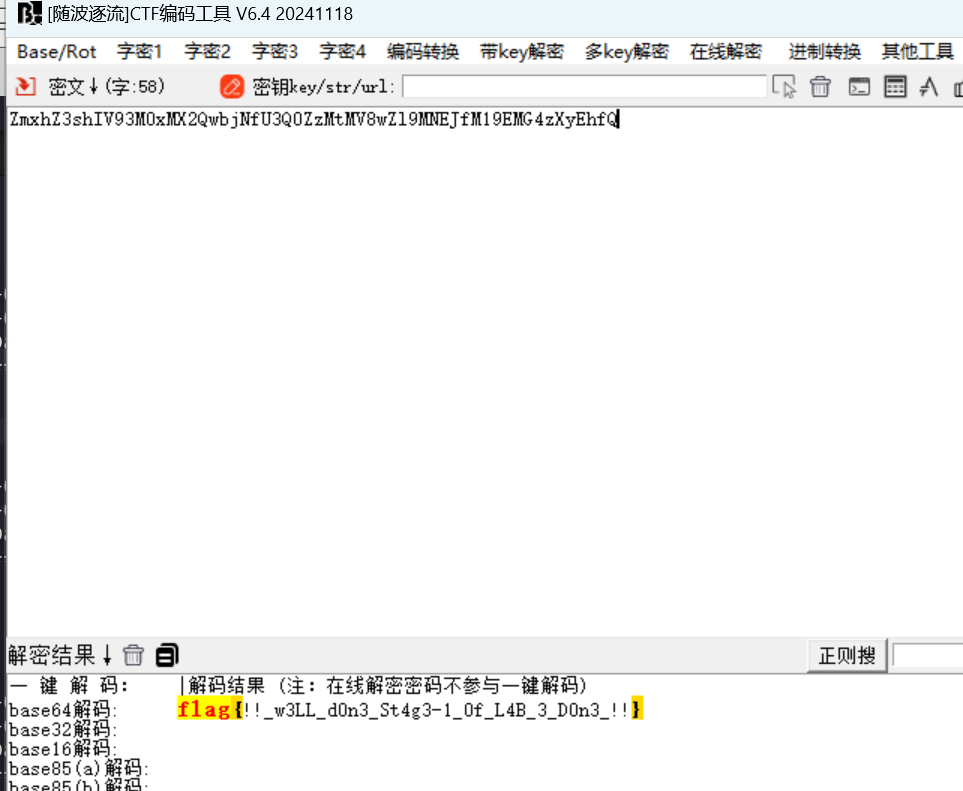 [随波逐流]CTF编码工具 V6.4 20241118
Base/Rot 字密1 字密2 字密3 字密4 编码转换 带key解密 多key解密 在线解密 进制转换 其他工具
密文↓(字:58) 密钥key/str/url:
ZmxhZ3shIV93M0xMX2QwbjNfU3Q0ZzMtMV8wZl9MNEJfM19EMG4zXyEhfQ
解密结果↓ 正则搜
一 键 解 码: |解码结果 (注: 在线解密密码不参与一键解码)
base64解码: flag{!!_w3LL_d0n3_St4g3-1_0f_L4B_3_D0n3_!!}
base32解码:
base16解码:
base85(a)解码:
base85(b)解码: